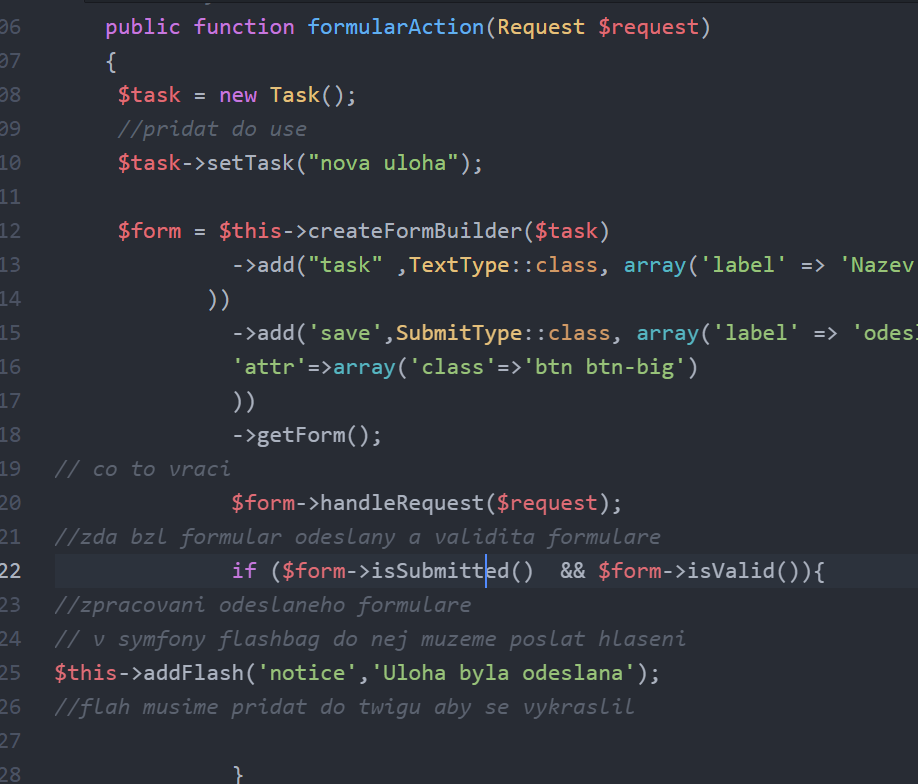 06 public function formularAction(Request $request)
07 {
08 $task = new Task();
09 //pridat do use
10 $task->setTask("nova uloha");
11
12 $form = $this->createFormBuilder($task)
13 ->add("task" ,TextType::class, array('label' => 'Nazev
14 ))
15 ->add('save',SubmitType::class, array('label' => 'odesl
16 'attr'=>array('class'=>'btn btn-big')
17 ))
18 ->getForm();
19 // co to vraci
20 $form->handleRequest($request);
21 //zda bzl formular odeslany a validita formulare
22 if ($form->isSubmitted()  && $form->isValid()){
23 //zpracovani odeslaneho formulare
24 // v symfony flashbag do nej muzeme poslat hlaseni
25 $this->addFlash('notice','Uloha byla odeslana');
26 //flah musime pridat do twigu aby se vykraslil
27
28 }